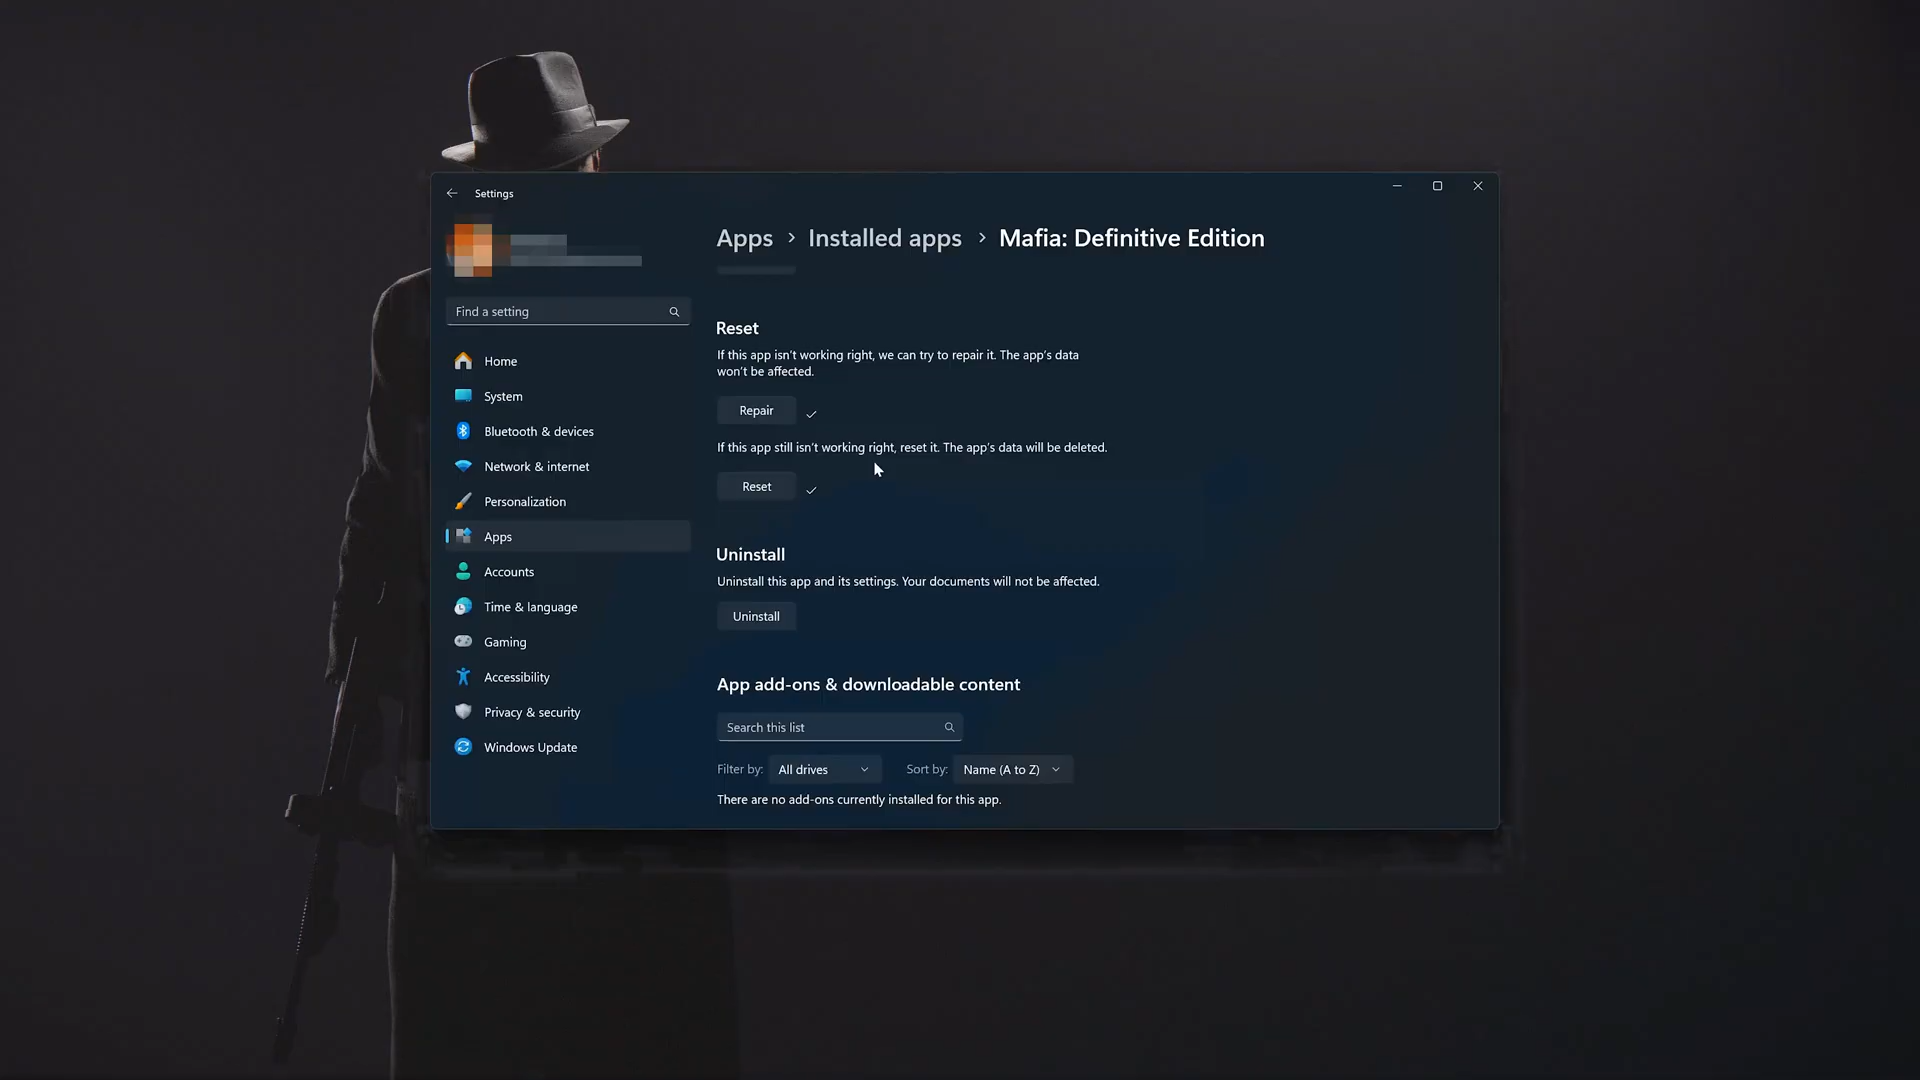 Settings
Apps > Installed apps > Mafia: Definitive Edition
Find a setting
Home
System
Bluetooth & devices
Network & internet
Personalization
Apps
Accounts
Time & language
Gaming
Accessibility
Privacy & security
Windows Update
Reset
If this app isn't working right, we can try to repair it. The app's data
won't be affected.
Repair
If this app still isn't working right, reset it. The app's data will be deleted.
Reset
Uninstall
Uninstall this app and its settings. Your documents will not be affected.
Uninstall
App add-ons & downloadable content
Search this list
Filter by: All drives Sort by: Name (A to Z)
There are no add-ons currently installed for this app.